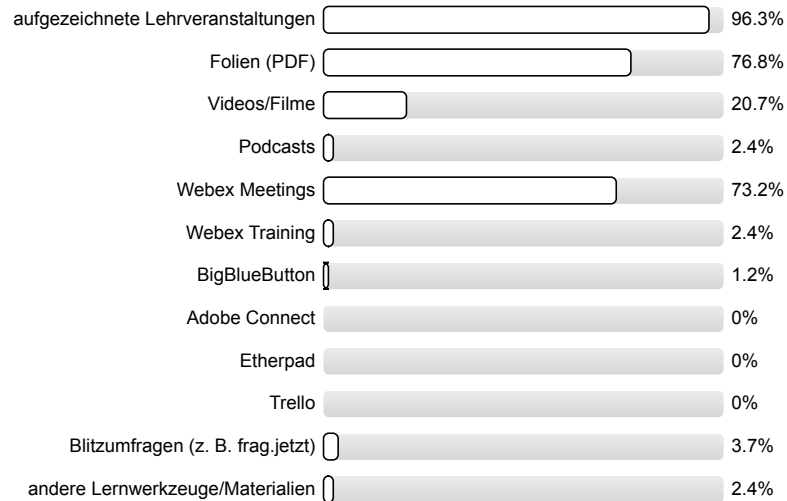 aufgezeichnete Lehrveranstaltungen 96.3%
Folien (PDF) 76.8%
Videos/Filme 20.7%
Podcasts 2.4%
Webex Meetings 73.2%
Webex Training 2.4%
BigBlueButton 1.2%
Adobe Connect 0%
Etherpad 0%
Trello 0%
Blitzumfragen (z. B. frag.jetzt) 3.7%
andere Lernwerkzeuge/Materialien 2.4%